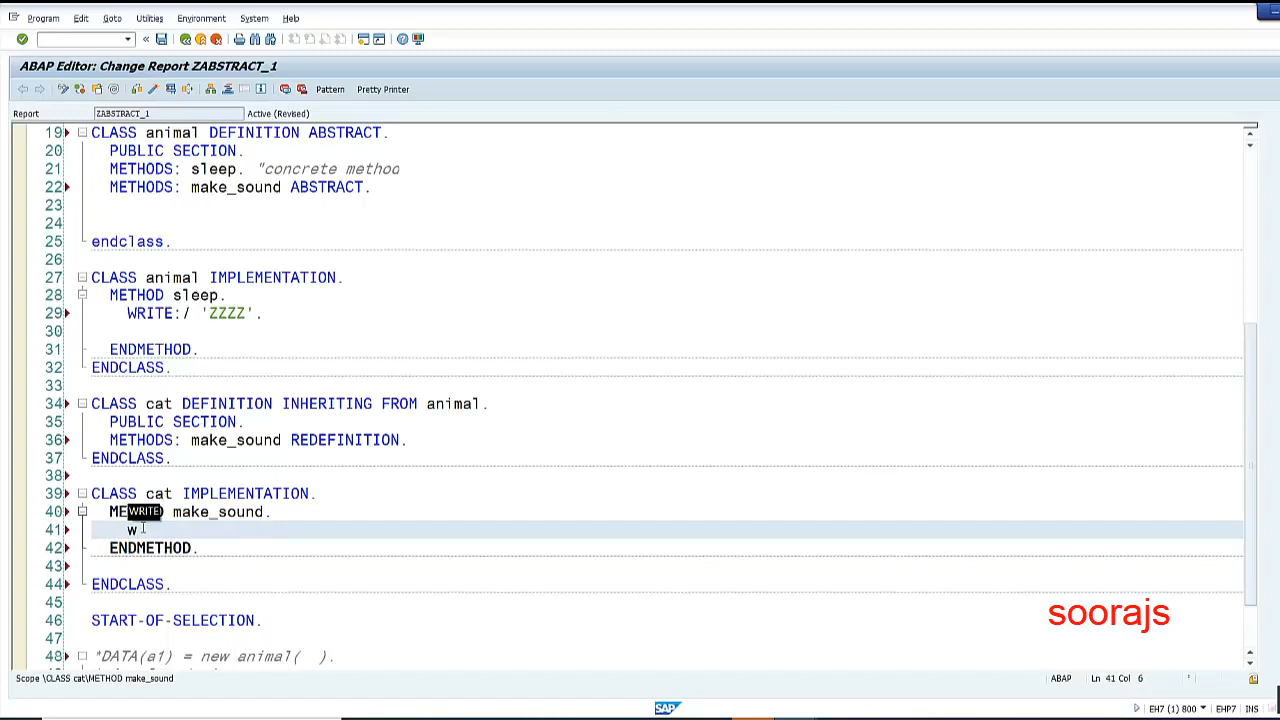 Program Edit Goto Utilities Environment System Help
ABAP Editor: Change Report ZABSTRACT_1
Pattern Pretty Printer
Report ZABSTRACT_1 Active (Revised)
19 CLASS animal DEFINITION ABSTRACT.
20 PUBLIC SECTION.
21 METHODS: sleep. "concrete method
22 METHODS: make_sound ABSTRACT.
23
24
25 endclass.
26
27 CLASS animal IMPLEMENTATION.
28 METHOD sleep.
29 WRITE:/ 'ZZZZ'.
30
31 ENDMETHOD.
32 ENDCLASS.
33
34 CLASS cat DEFINITION INHERITING FROM animal.
35 PUBLIC SECTION.
36 METHODS: make_sound REDEFINITION.
37 ENDCLASS.
38
39 CLASS cat IMPLEMENTATION.
40 ME WRITE make_sound.
41 w
42 ENDMETHOD.
43
44 ENDCLASS.
45
46 START-OF-SELECTION.
47
48 *DATA(a1) = new animal( ).
soorajs
Scope \CLASS cat\METHOD make_sound ABAP Ln 41 Col 6
SAP EH7 (1) 800 EHP7 INS